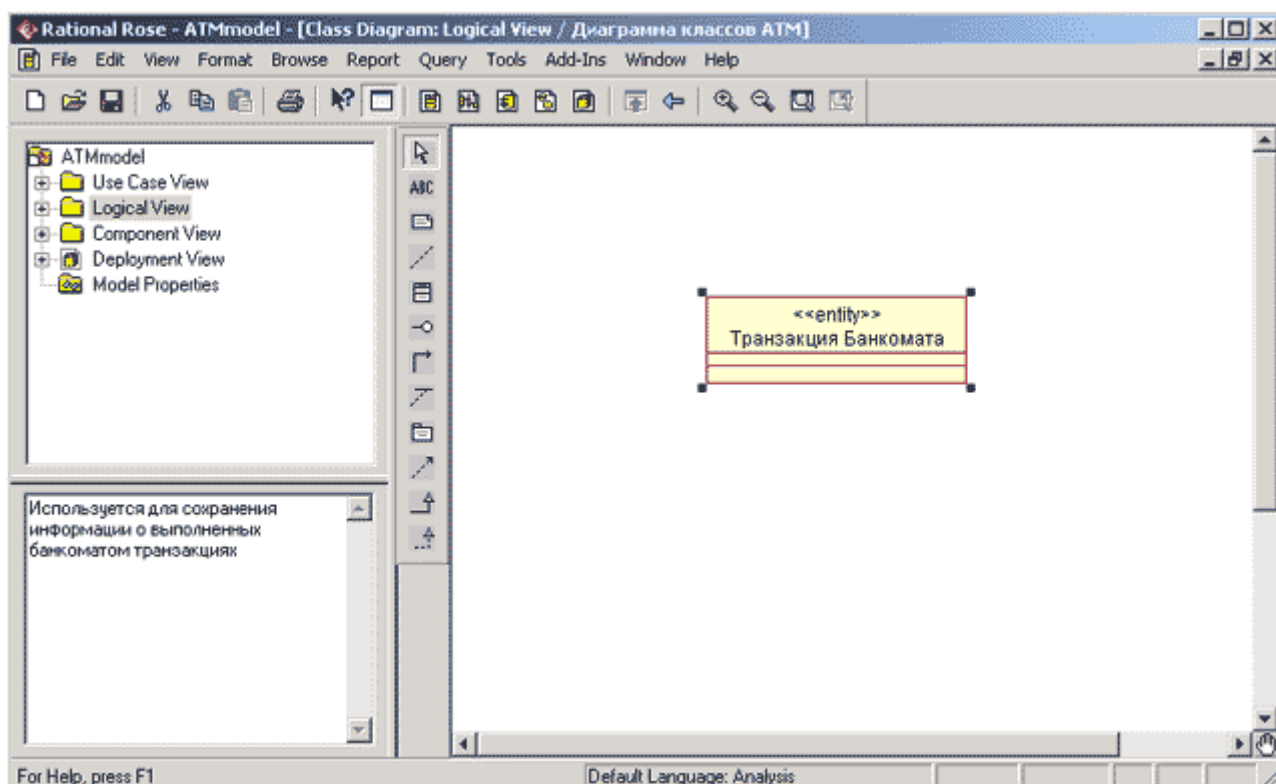 Rational Rose - ATMmodel - [Class Diagram: Logical View / Диаграмма классов ATM]
File Edit View Format Browse Report Query Tools Add-Ins Window Help
ATMmodel
Use Case View
Logical View
Component View
Deployment View
Model Properties
ABC
<<entity>>
Транзакция Банкомата
Используется для сохранения
информации о выполненных
банкоматом транзакциях
For Help, press F1
Default Language: Analysis